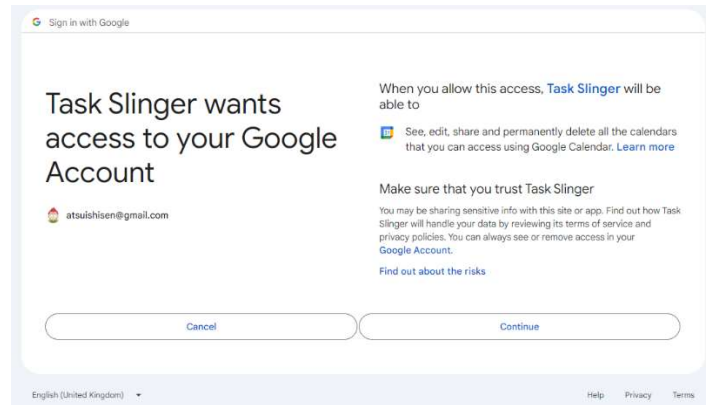 Sign in with Google
Task Slinger wants
access to your Google
Account
atsuishisen@gmail.com
When you allow this access, Task Slinger will be
able to
See, edit, share and permanently delete all the calendars
that you can access using Google Calendar. Learn more
Make sure that you trust Task Slinger
You may be sharing sensitive info with this site or app. Find out how Task
Slinger will handle your data by reviewing its terms of service and
privacy policies. You can always see or remove access in your
Google Account.
Find out about the risks
Cancel
Continue
English (United Kingdom)
Help
Privacy
Terms